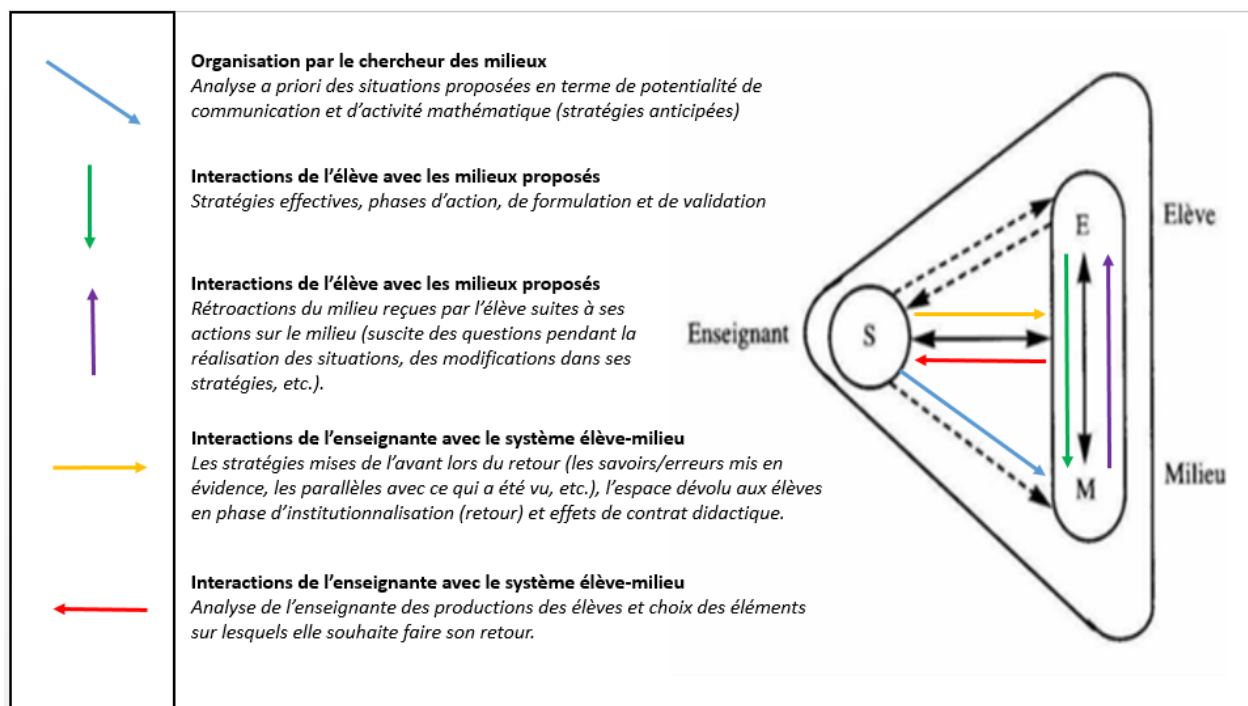 Organisation par le chercheur des milieux
Analyse a priori des situations proposées en terme de potentialité de
communication et d'activité mathématique (stratégies anticipées)
Interactions de l'élève avec les milieux proposés
Stratégies effectives, phases d'action, de formulation et de validation
Interactions de l'élève avec les milieux proposés
Rétroactions du milieu reçues par l'élève suites à ses
actions sur le milieu (suscite des questions pendant la
réalisation des situations, des modifications dans ses
stratégies, etc.).
Interactions de l'enseignante avec le système élève-milieu
Les stratégies mises de l'avant lors du retour (les savoirs/erreurs mis en
évidence, les parallèles avec ce qui a été vu, etc.), l'espace dévolu aux élèves
en phase d'institutionnalisation (retour) et effets de contrat didactique.
Interactions de l'enseignante avec le système élève-milieu
Analyse de l'enseignante des productions des élèves et choix des éléments
sur lesquels elle souhaite faire son retour.
Enseignant
S
E
Elève
M
Milieu